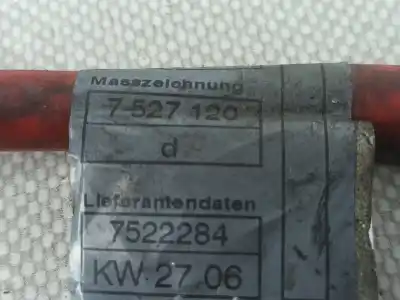 Masszeichnung
7 527 120
d
Lieferantendaten
7522284
KW 27 06